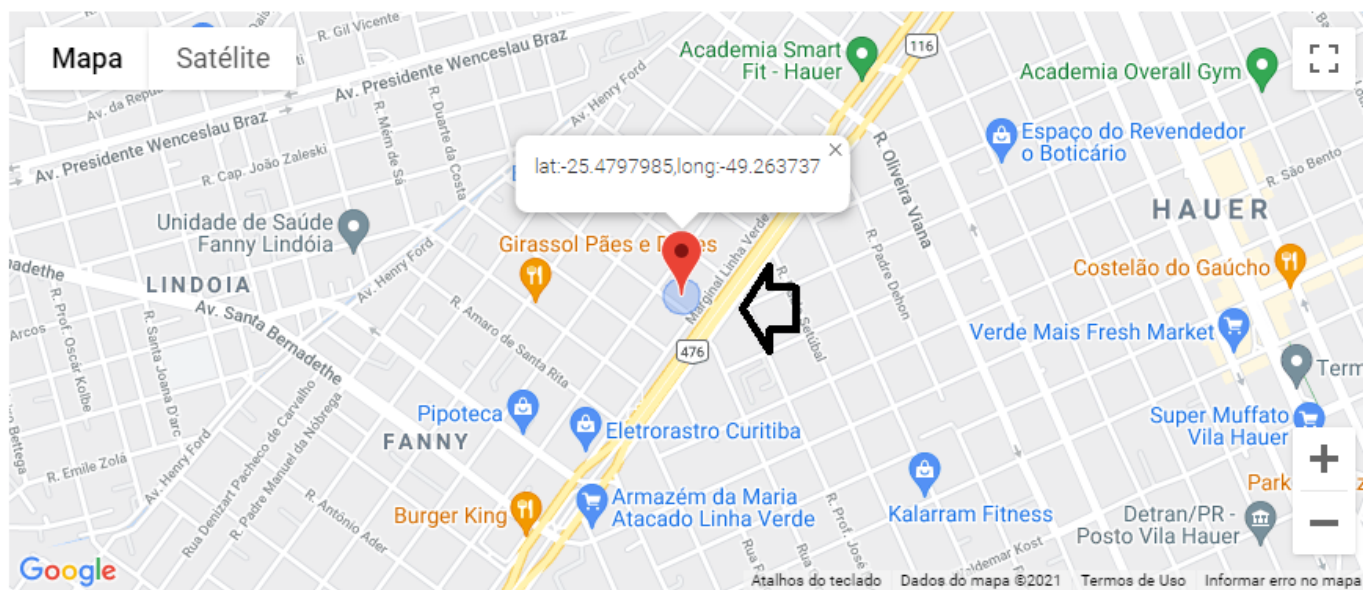 Mapa
Satélite
R. Gil Vicente
Av. Presidente Wenceslau Braz
Academia Smart
Fit - Hauer
116
Academia Overall Gym
R. Mém de Sá
R. Duarte da Costa
Av. Henry Ford
Av. Presidente Wenceslau Braz
R. Cap. João Zaleski
lat:-25.4797985,long:-49.263737
R. Oliveira Viana
Espaço do Revendedor
o Boticário
R. São Bento
HAUER
Unidade de Saúde
Fanny Lindóia
Girassol Pães e
Marginal Linha Verde
R. Padre Dehon
Costelão do Gaúcho
LINDOIA
Av. Henry Ford
Av. Santa Bernadethe
R. Prof. Oscár Kolbe
R. Santa Joana D'arc
R. Amaro de Santa Rita
Setúbal
Verde Mais Fresh Market
476
Arcos
Term
Pipoteca
FANNY
Eletrorastro Curitiba
Super Muffato
Vila Hauer
Bettega
R. Emile Zolá
Av. Henry Ford
Rua Denizart Pacheco de Carvalho
R. Padre Manuel da Nóbrega
R. Antônio Ader
Burger King
Armazém da Maria
Atacado Linha Verde
R. Prof. José
Kalarram Fitness
Park
Detran/PR -
Posto Vila Hauer
Google
Atalhos do teclado
Dados do mapa ©2021
Termos de Uso
Informar erro no mapa